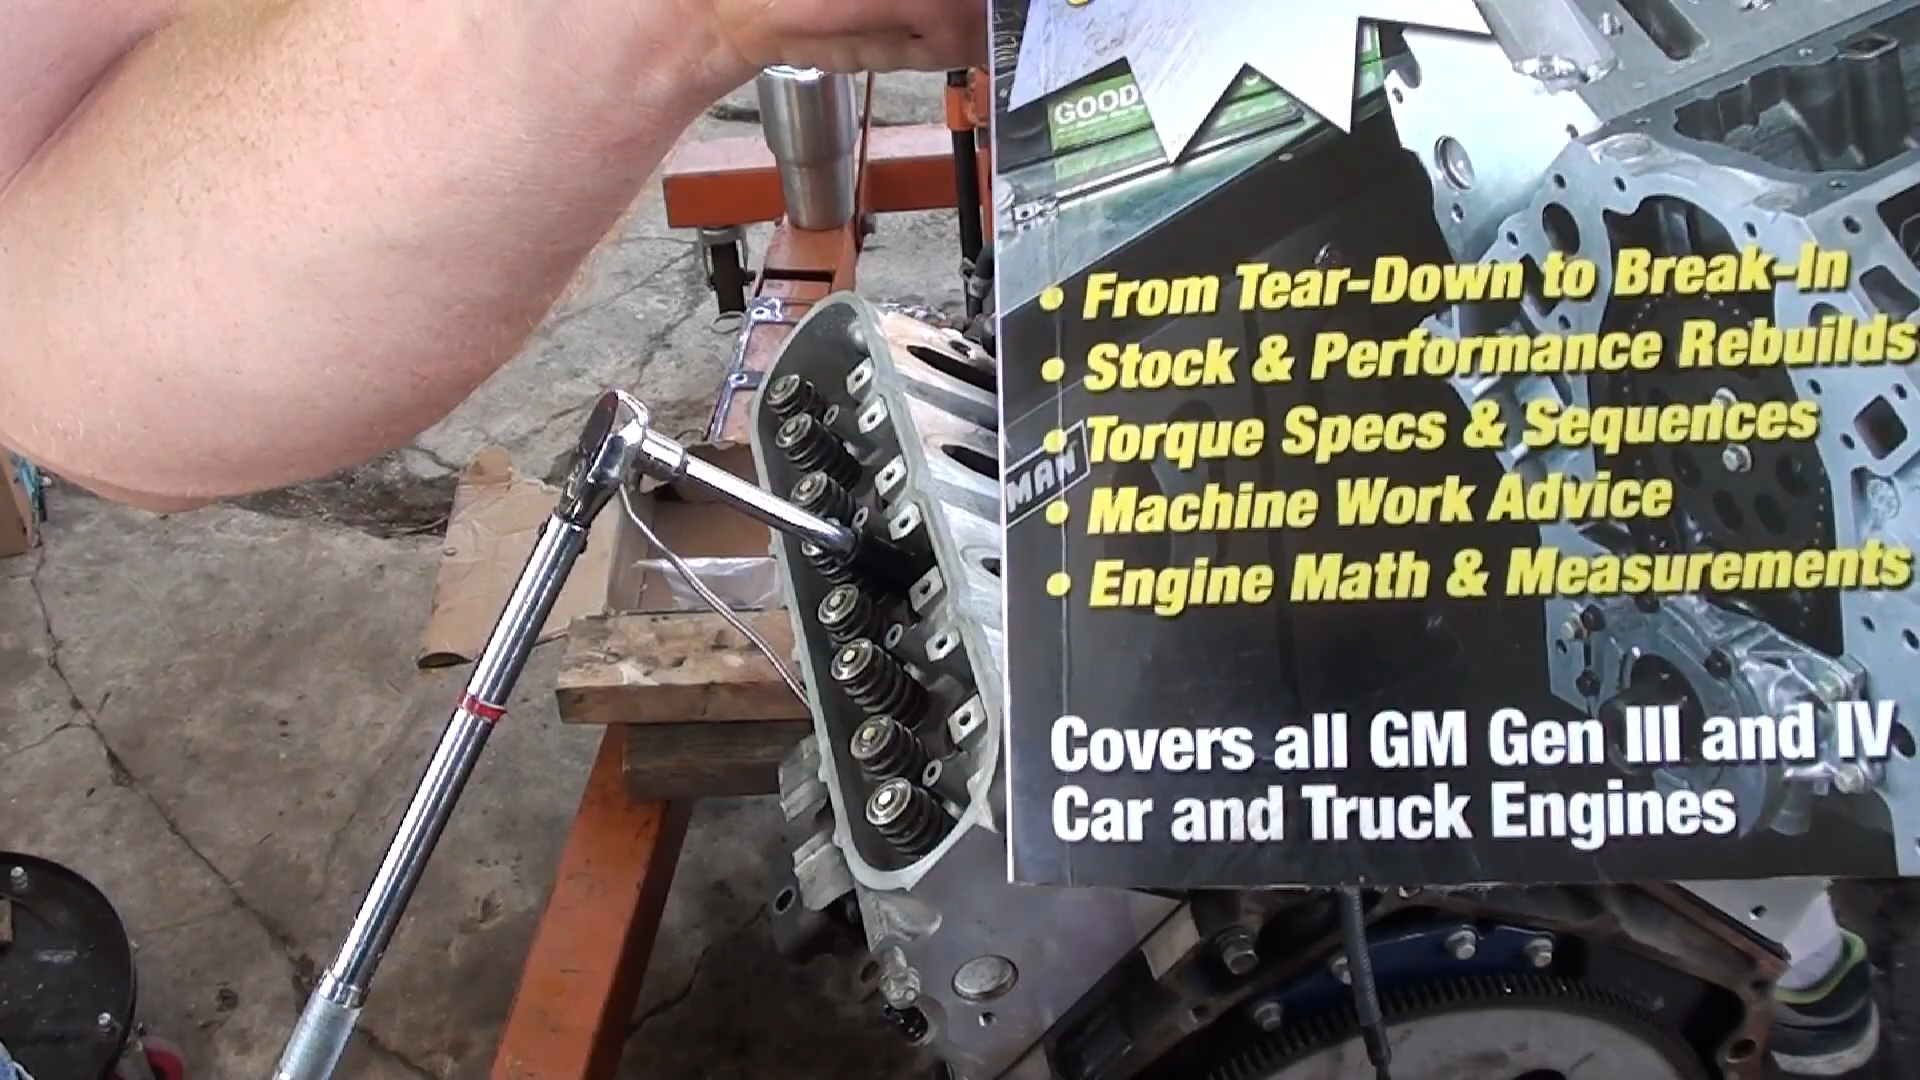 GOOD
• From Tear-Down to Break-In
• Stock & Performance Rebuilds
• Torque Specs & Sequences
MAN
• Machine Work Advice
• Engine Math & Measurements
Covers all GM Gen III and IV
Car and Truck Engines